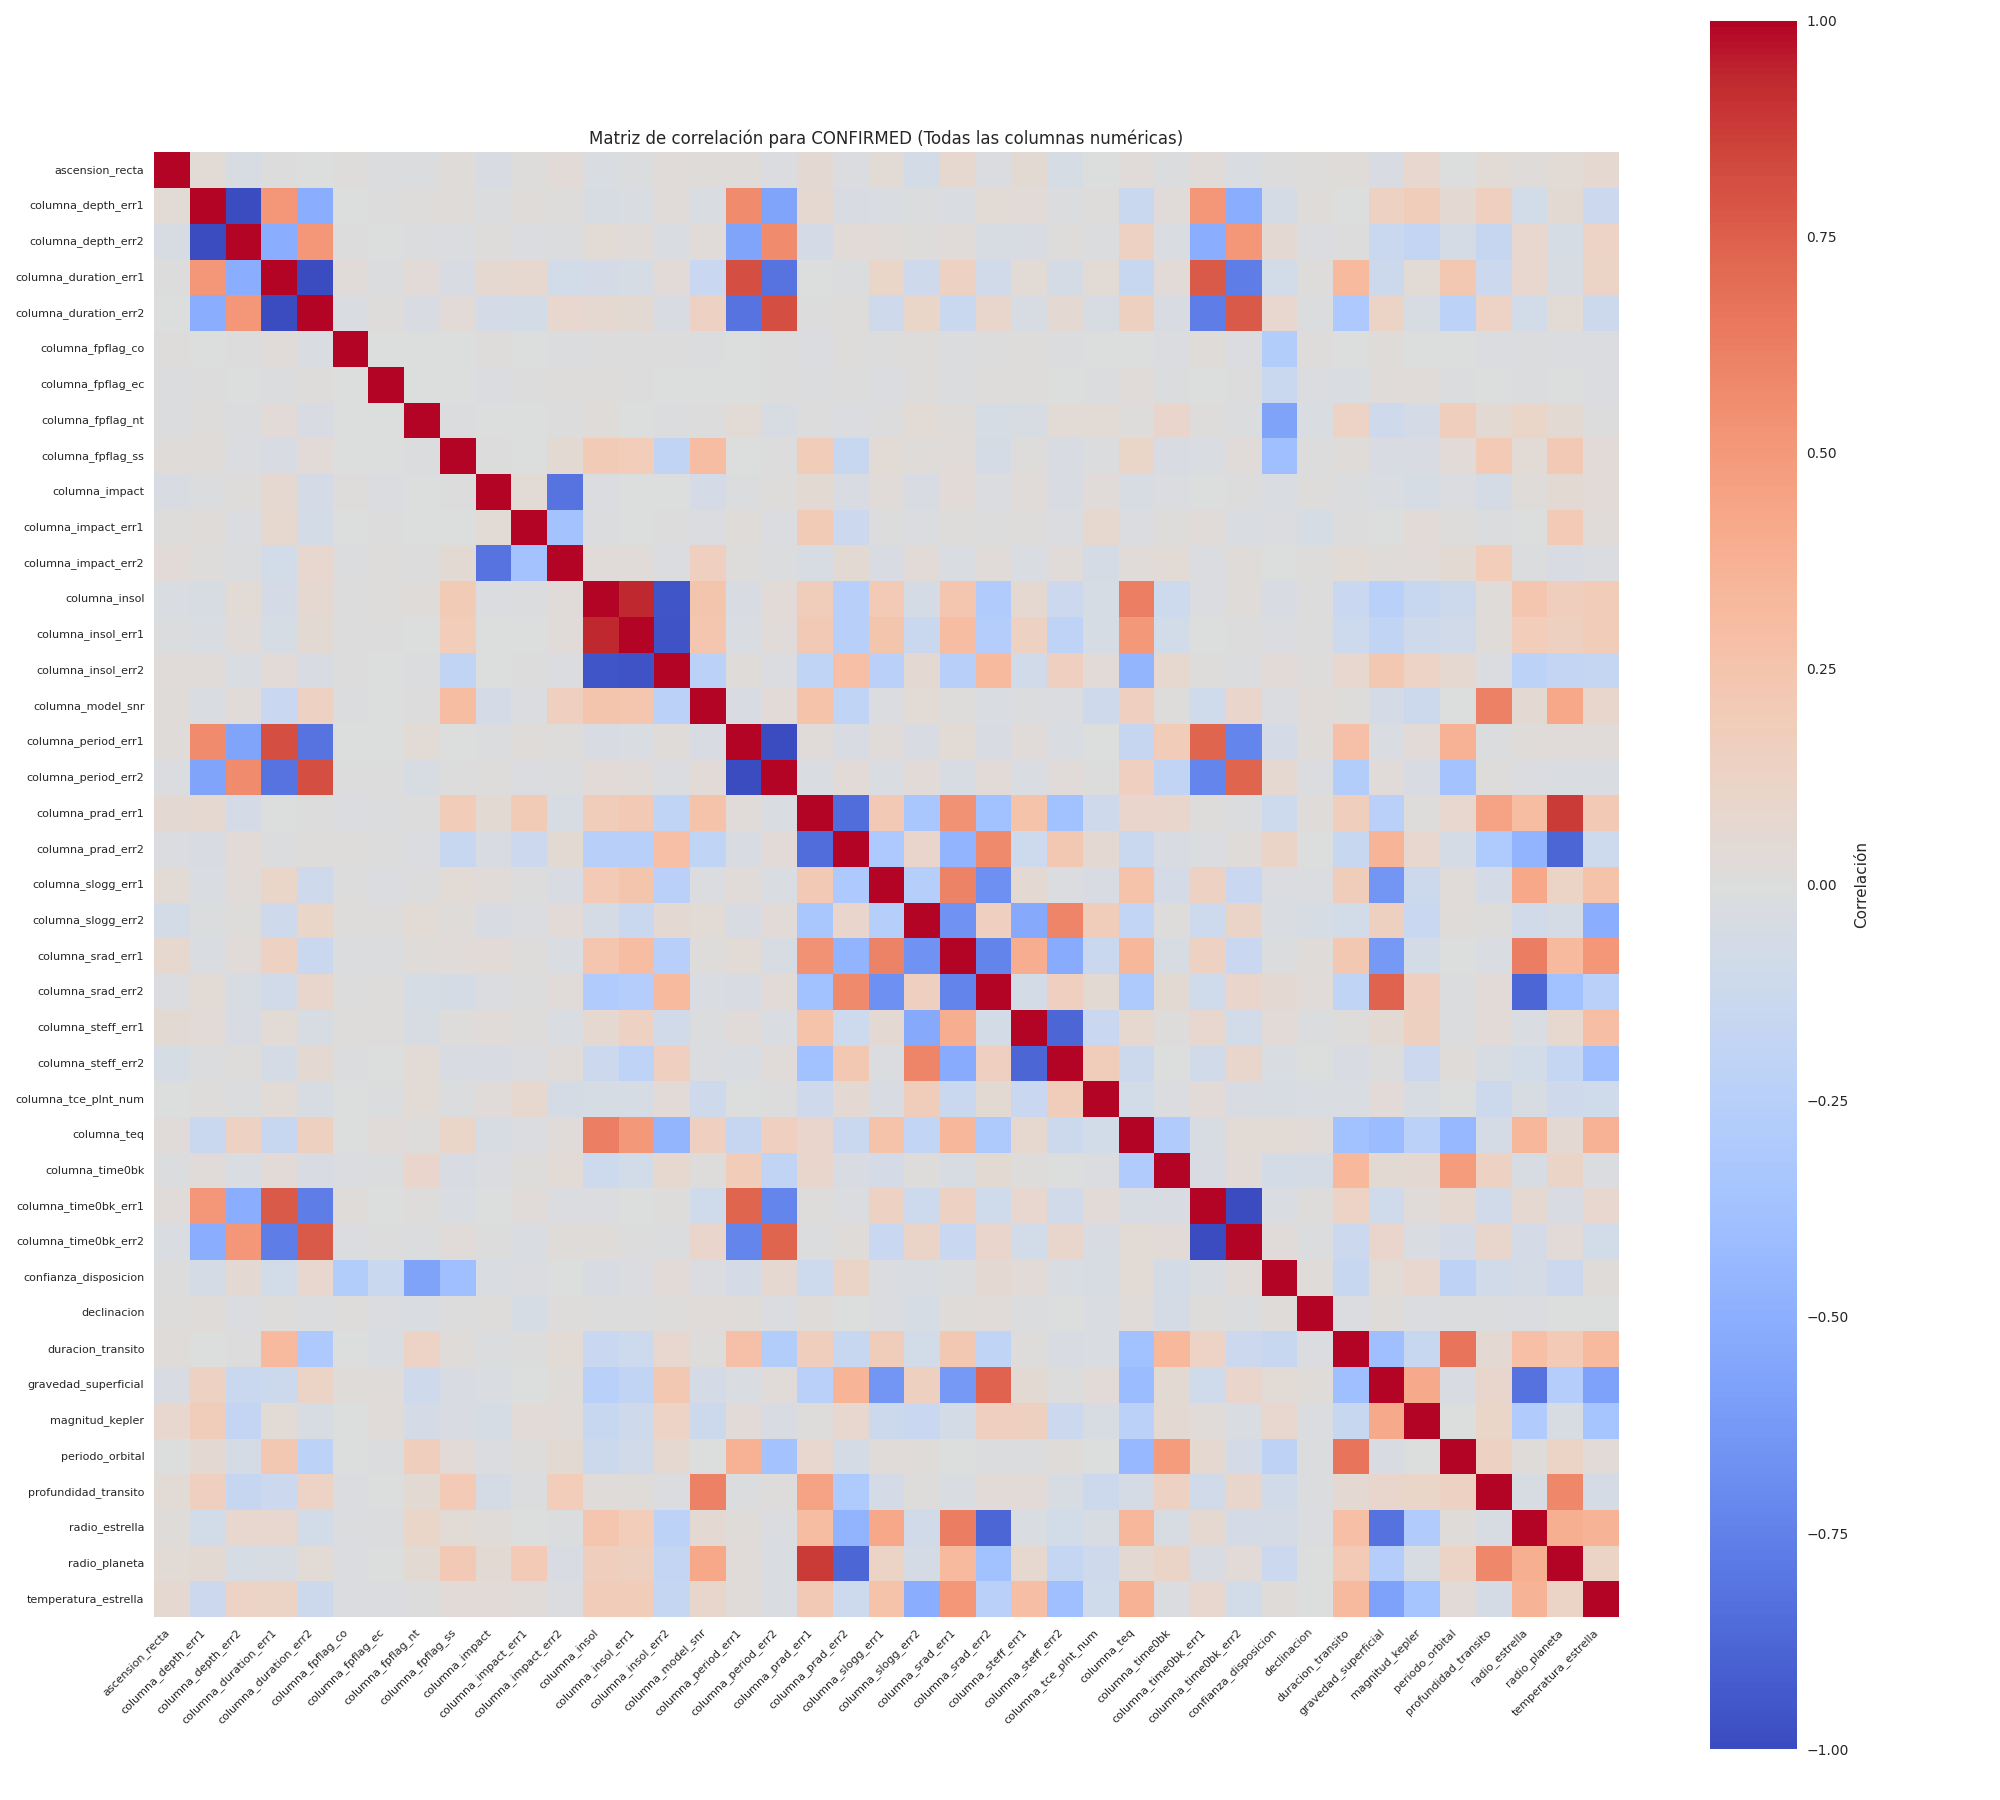 Matriz de correlación para CONFIRMED (Todas las columnas numéricas)
ascension_recta
columna_depth_err1
columna_depth_err2
columna_duration_err1
columna_duration_err2
columna_fpflag_co
columna_fpflag_ec
columna_fpflag_nt
columna_fpflag_ss
columna_impact
columna_impact_err1
columna_impact_err2
columna_insol
columna_insol_err1
columna_insol_err2
columna_model_snr
columna_period_err1
columna_period_err2
columna_prad_err1
columna_prad_err2
columna_slogg_err1
columna_slogg_err2
columna_srad_err1
columna_srad_err2
columna_steff_err1
columna_steff_err2
columna_tce_plnt_num
columna_teq
columna_time0bk
columna_time0bk_err1
columna_time0bk_err2
confianza_disposicion
declinacion
duracion_transito
gravedad_superficial
magnitud_kepler
periodo_orbital
profundidad_transito
radio_estrella
radio_planeta
temperatura_estrella
ascension_recta
columna_depth_err1
columna_depth_err2
columna_duration_err1
columna_duration_err2
columna_fpflag_co
columna_fpflag_ec
columna_fpflag_nt
columna_fpflag_ss
columna_impact
columna_impact_err1
columna_impact_err2
columna_insol
columna_insol_err1
columna_insol_err2
columna_model_snr
columna_period_err1
columna_period_err2
columna_prad_err1
columna_prad_err2
columna_slogg_err1
columna_slogg_err2
columna_srad_err1
columna_srad_err2
columna_steff_err1
columna_steff_err2
columna_tce_plnt_num
columna_teq
columna_time0bk
columna_time0bk_err1
columna_time0bk_err2
confianza_disposicion
declinacion
duracion_transito
gravedad_superficial
magnitud_kepler
periodo_orbital
profundidad_transito
radio_estrella
radio_planeta
temperatura_estrella
1.00
0.75
0.50
0.25
0.00
−0.25
−0.50
−0.75
−1.00
Correlación